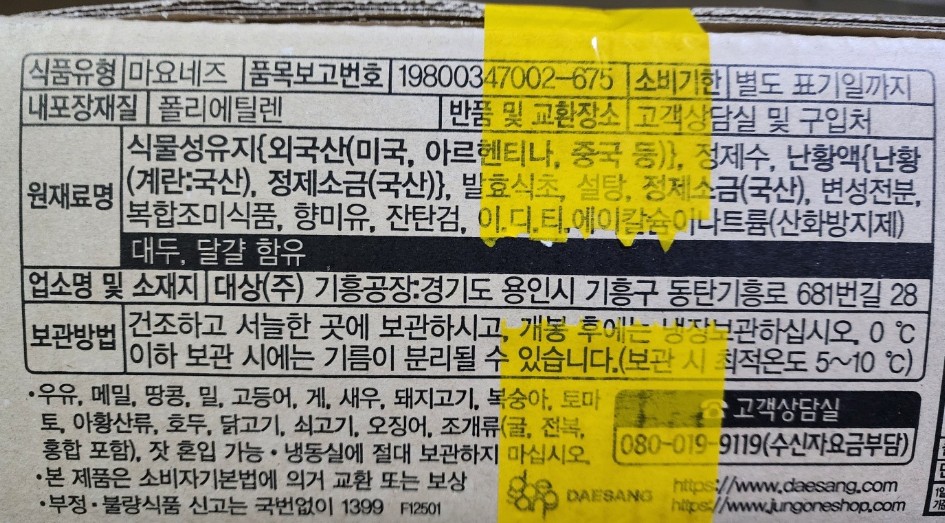 식품유형 마요네즈 품목보고번호 19800347002-675 소비기한 별도 표기일까지
내포장재질 폴리에틸렌 반품 및 교환장소 고객상담실 및 구입처
원재료명 식물성유지{외국산(미국, 아르헨티나, 중국 등)}, 정제수, 난황액{난황
(계란:국산), 정제소금(국산)}, 발효식초, 설탕, 정제소금(국산), 변성전분,
복합조미식품, 향미유, 잔탄검, 이.디.티.에이칼슘이나트륨(산화방지제)
대두, 달걀 함유
업소명 및 소재지 대상(주) 기흥공장:경기도 용인시 기흥구 동탄기흥로 681번길 28
보관방법 건조하고 서늘한 곳에 보관하시고, 개봉 후에는 냉장보관하십시오. 0 ℃
이하 보관 시에는 기름이 분리될 수 있습니다.(보관 시 최적온도 5~10 ℃)
•우유, 메밀, 땅콩, 밀, 고등어, 게, 새우, 돼지고기, 복숭아, 토마
토, 아황산류, 호두, 닭고기, 쇠고기, 오징어, 조개류(굴, 전복,
홍합 포함), 잣 혼입 가능 • 냉동실에 절대 보관하지 마십시오
•본 제품은 소비자기본법에 의거 교환 또는 보상
•부정 · 불량식품 신고는 국번없이 1399 F12501
☎ 고객상담실
080-019-9119(수신자요금부담)
DAESANG
https://www.daesang.com
https://www.jungoneshop.com